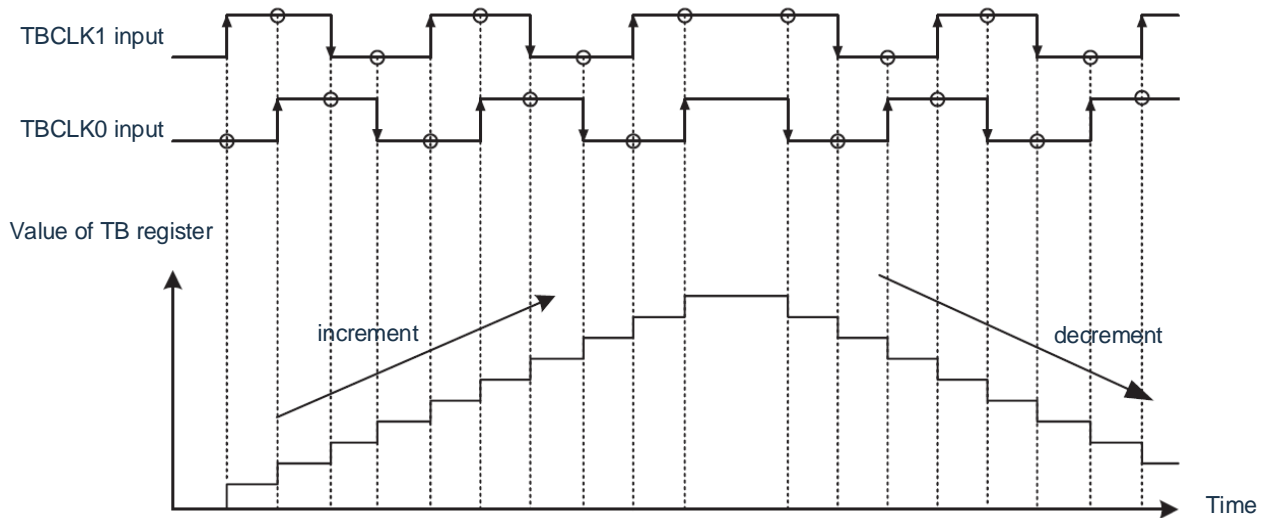 TBCLK1 input
TBCLK0 input
Value of TB register
increment
decrement
Time